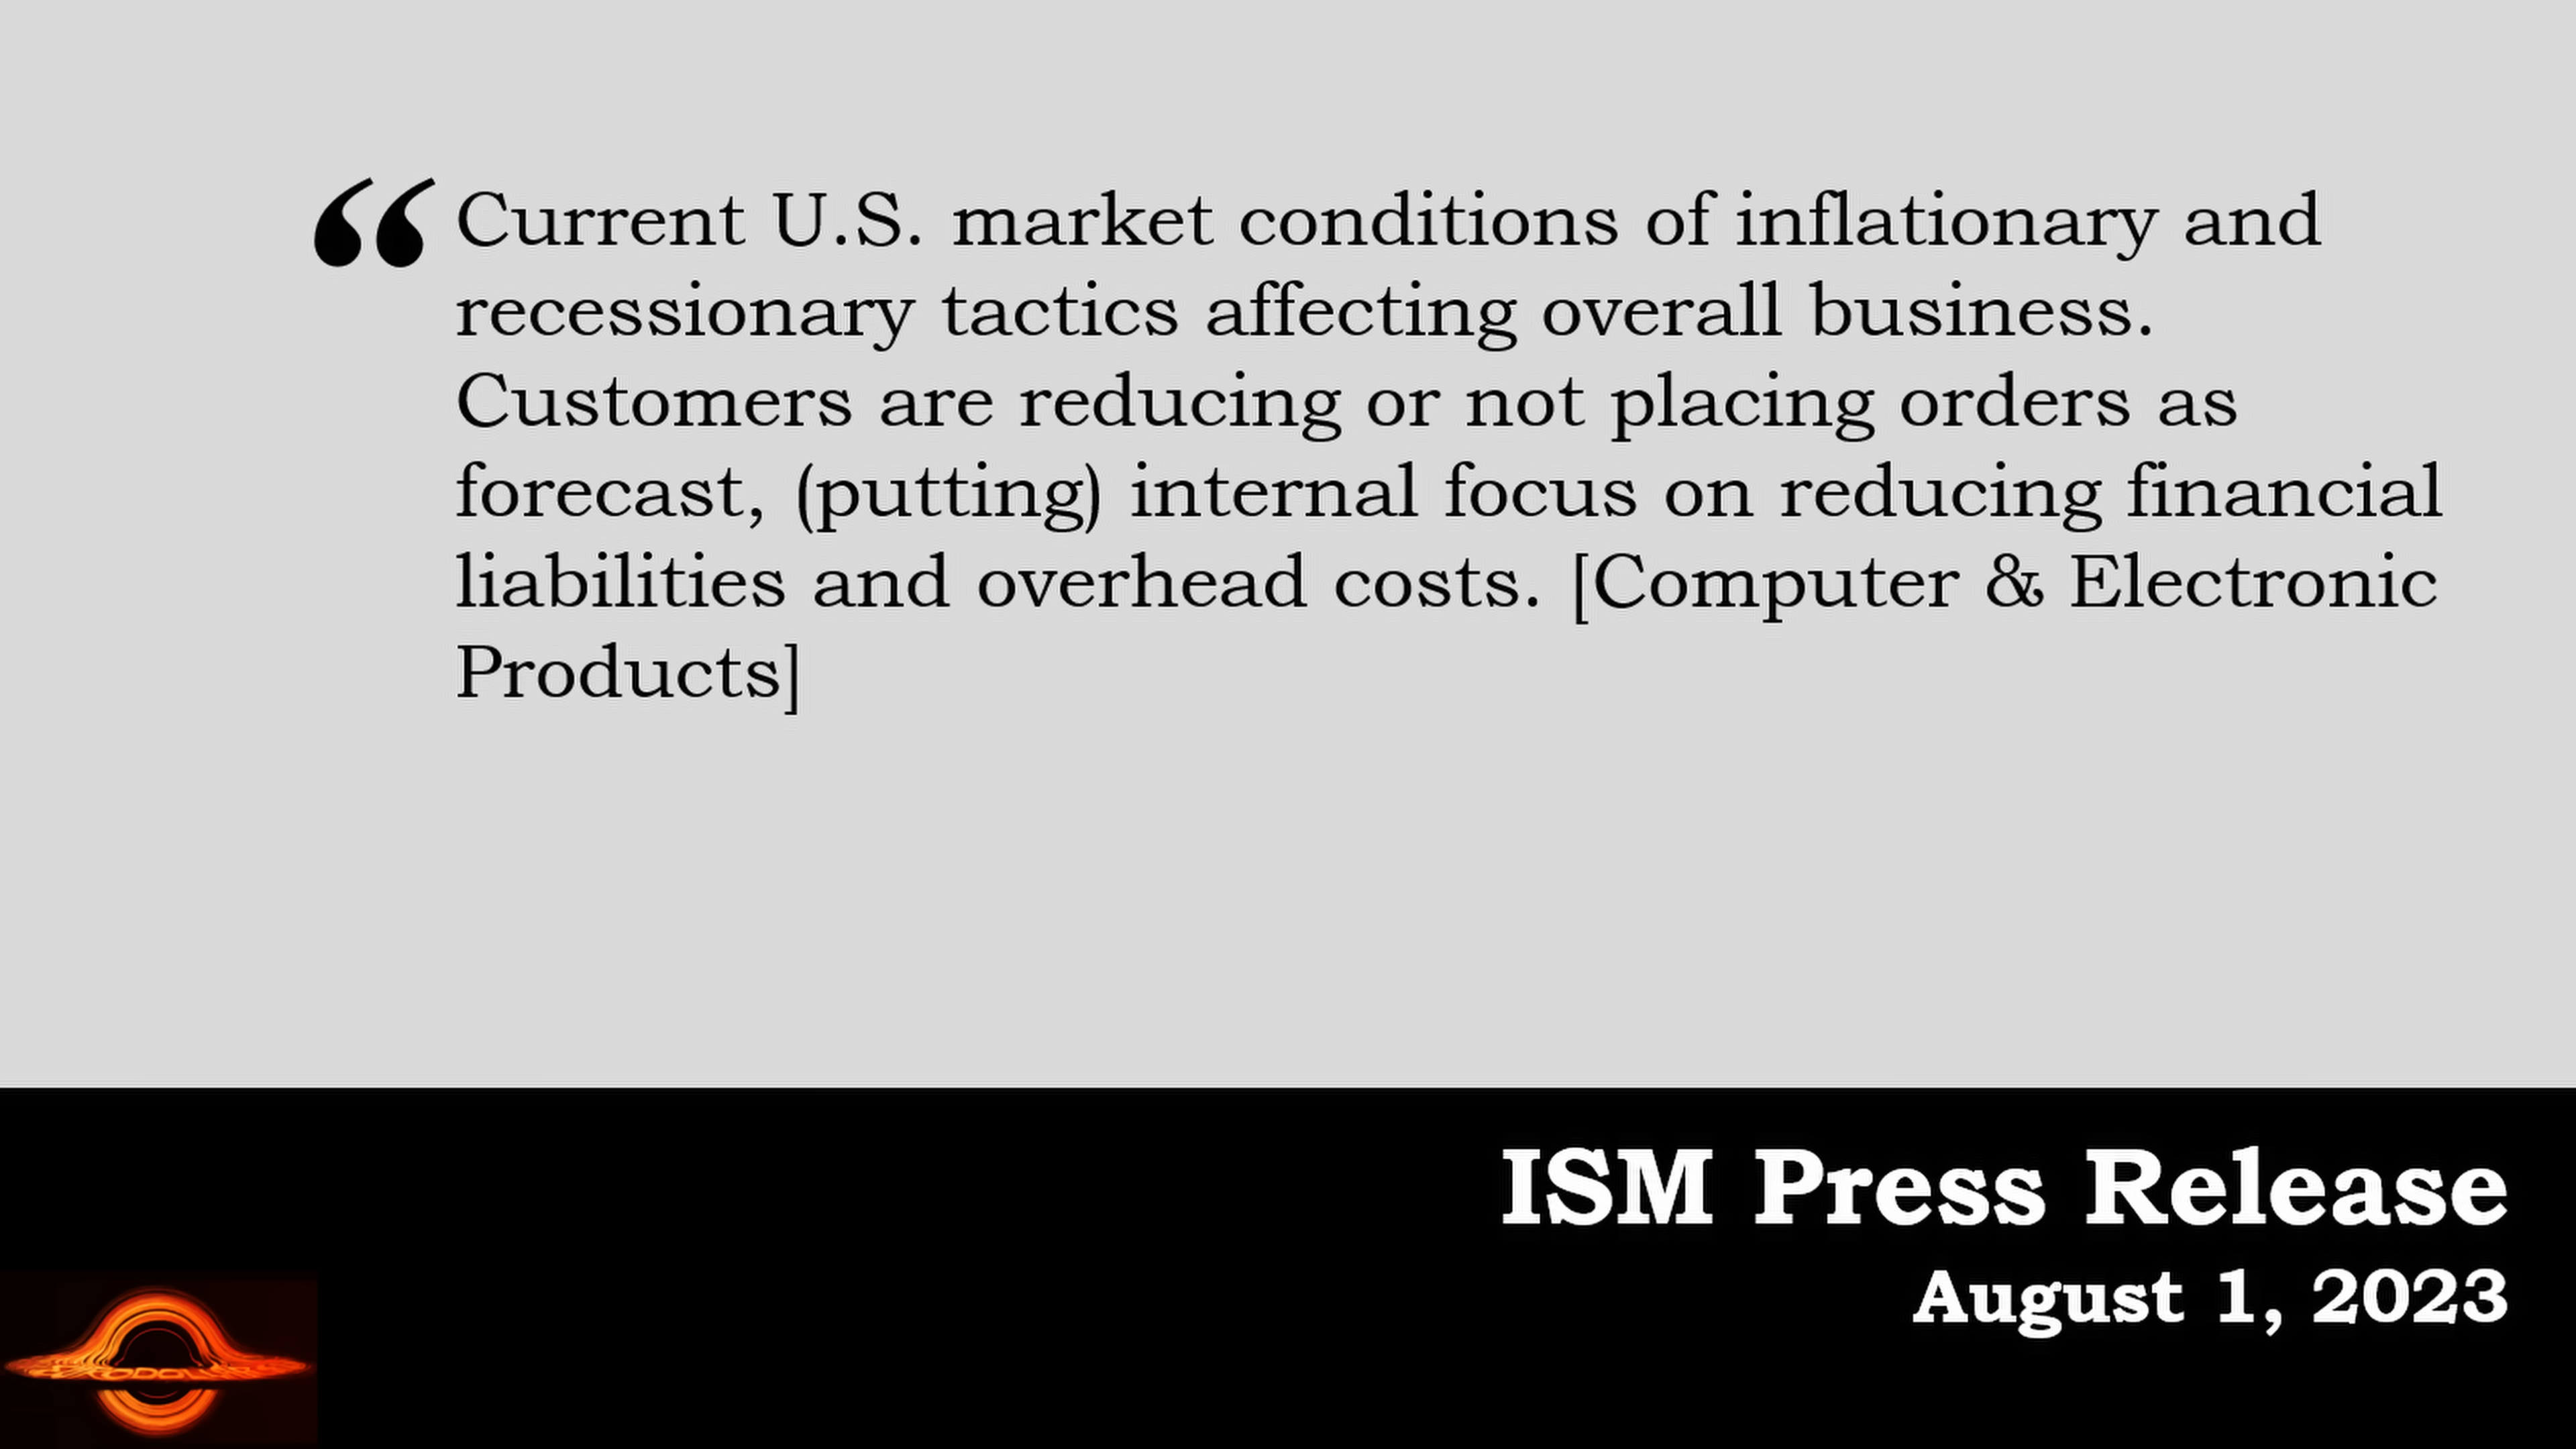 “Current U.S. market conditions of inflationary and
recessionary tactics affecting overall business.
Customers are reducing or not placing orders as
forecast, (putting) internal focus on reducing financial
liabilities and overhead costs. [Computer & Electronic
Products]
ISM Press Release
August 1, 2023